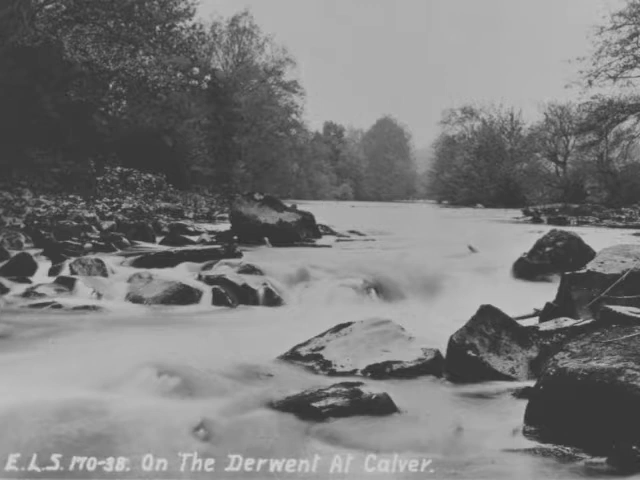 E.L.S. 170-38. On The Derwent At Calver.